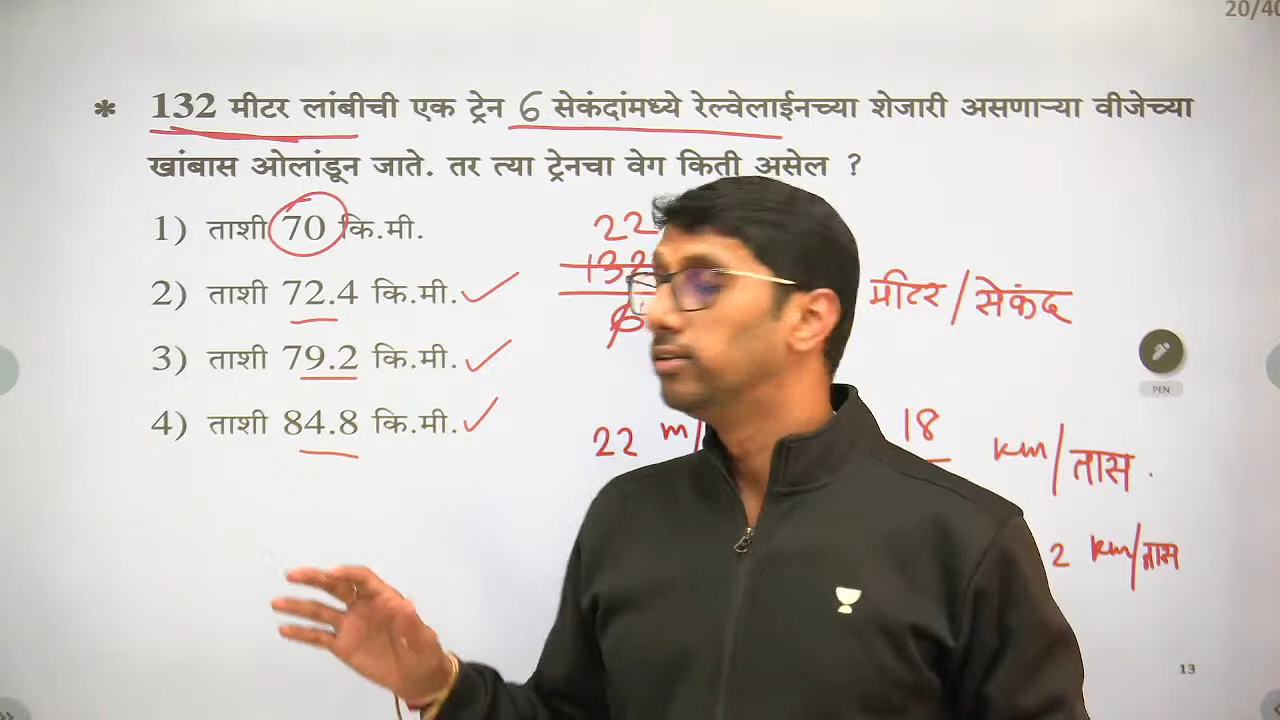 20/40
* 132 मीटर लांबीची एक ट्रेन 6 सेकंदांमध्ये रेल्वेलाईनच्या शेजारी असणाऱ्या वीजेच्या
खांबास ओलांडून जाते. तर त्या ट्रेनचा वेग किती असेल ?
1) ताशी 70 कि.मी.
2) ताशी 72.4 कि.मी.
3) ताशी 79.2 कि.मी.
4) ताशी 84.8 कि.मी.
22
132
6
मीटर/सेकंद
PEN
22 m/
18
km/तास
2 km/तास
13